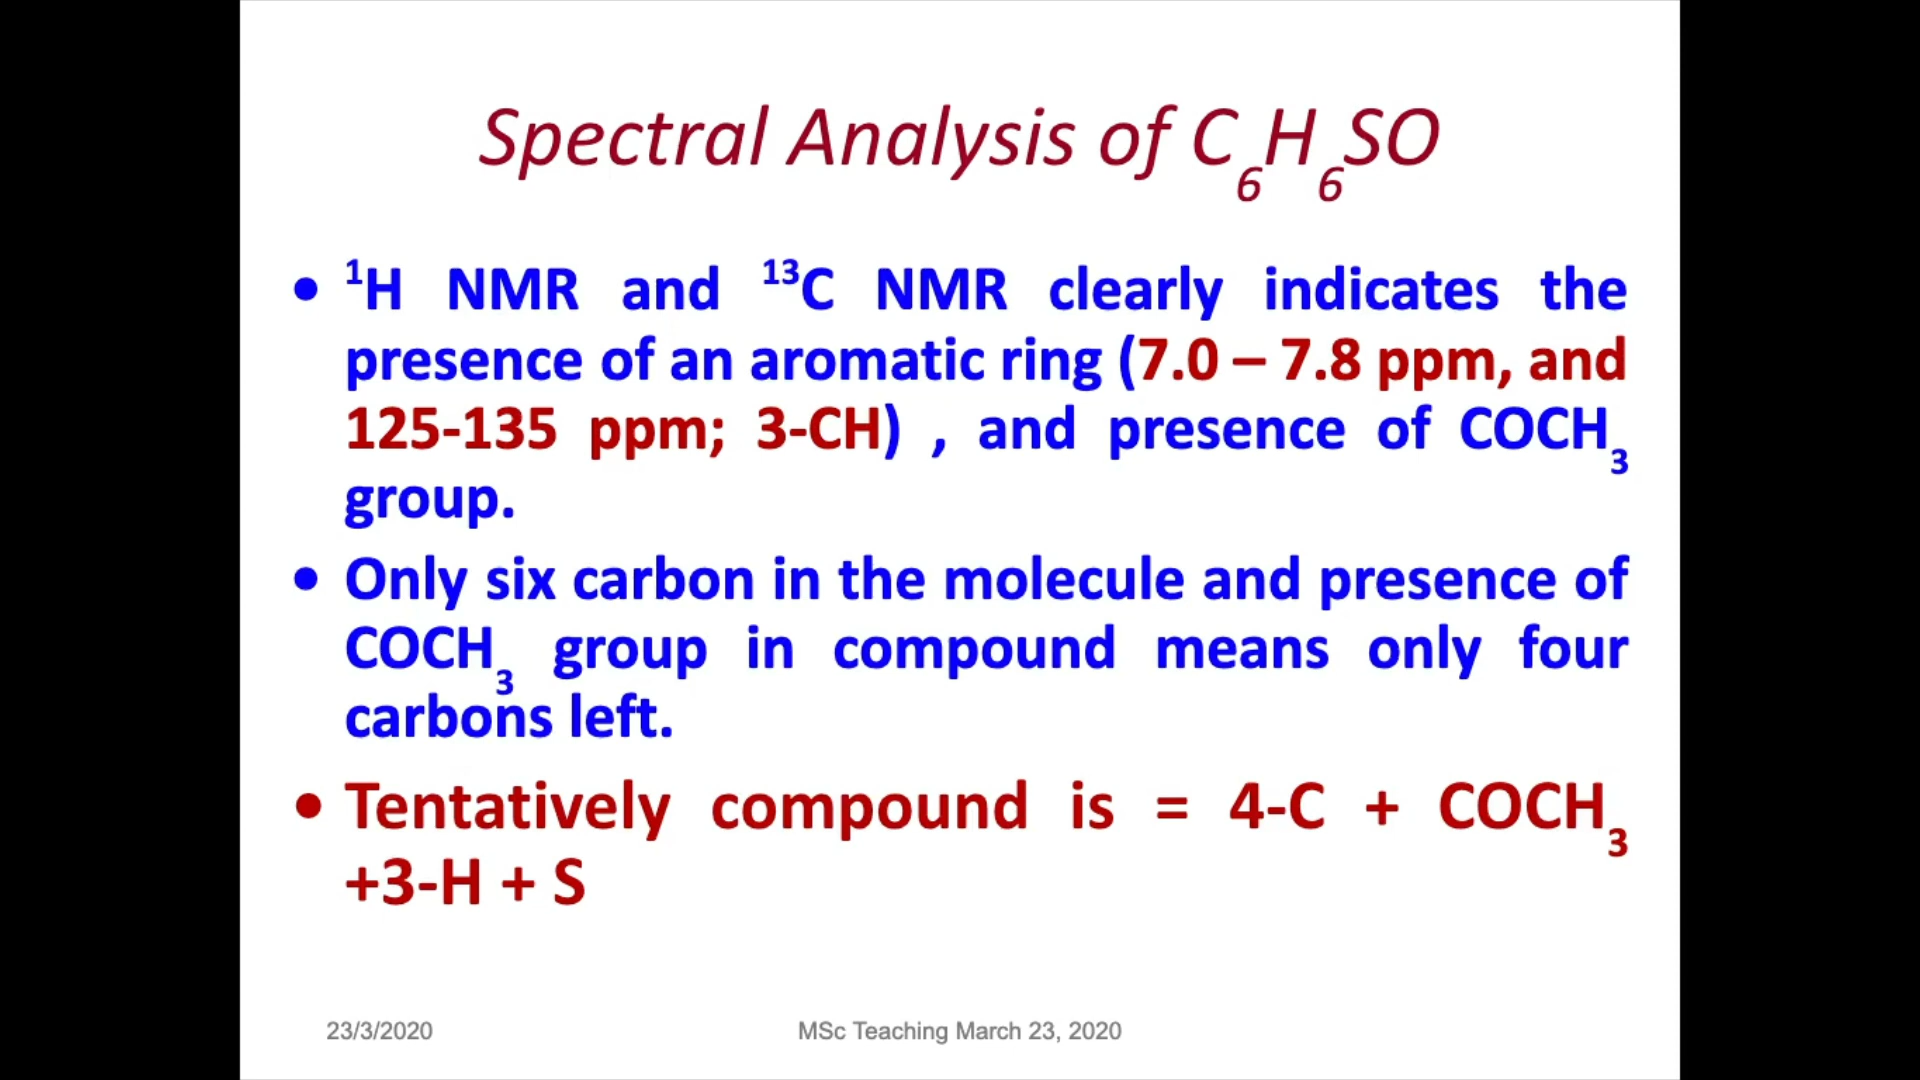 Spectral Analysis of C6H6SO
• 1H NMR and 13C NMR clearly indicates the
presence of an aromatic ring (7.0 – 7.8 ppm, and
125-135 ppm; 3-CH) , and presence of COCH3
group.
• Only six carbon in the molecule and presence of
COCH3 group in compound means only four
carbons left.
• Tentatively compound is = 4-C + COCH3
+3-H + S
23/3/2020
MSc Teaching March 23, 2020